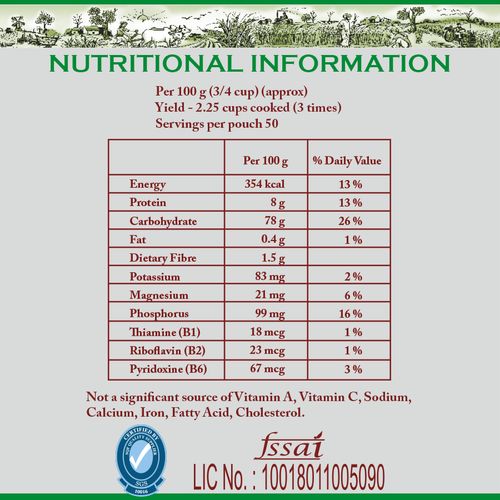 NUTRITIONAL INFORMATION
Per 100 g (3/4 cup) (approx)
Yield - 2.25 cups cooked (3 times)
Servings per pouch 50
Per 100 g % Daily Value
Energy 354 kcal 13 %
Protein 8 g 13 %
Carbohydrate 78 g 26 %
Fat 0.4 g 1 %
Dietary Fibre 1.5 g
Potassium 83 mg 2 %
Magnesium 21 mg 6 %
Phosphorus 99 mg 16 %
Thiamine (B1) 18 mcg 1 %
Riboflavin (B2) 23 mcg 1 %
Pyridoxine (B6) 67 mcg 3 %
Not a significant source of Vitamin A, Vitamin C, Sodium,
Calcium, Iron, Fatty Acid, Cholesterol.
CERTIFIED BY
SGS
10016
fssai
LIC No. : 10018011005090